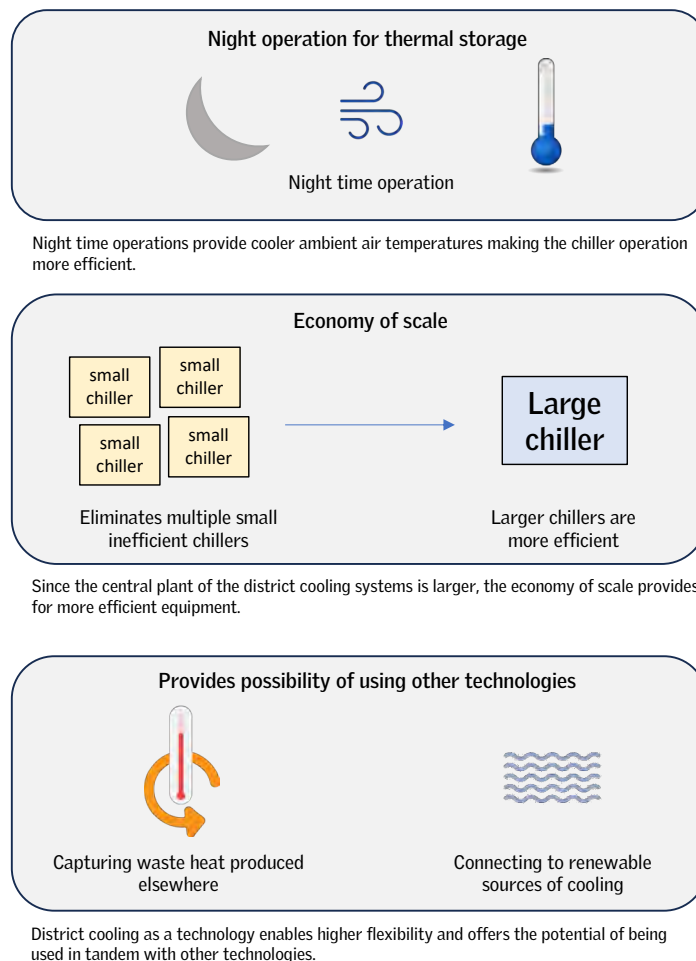 Night operation for thermal storage
Night time operation
Night time operations provide cooler ambient air temperatures making the chiller operation
more efficient.
Economy of scale
small
chiller
small
chiller
small
chiller
small
chiller
Large
chiller
Eliminates multiple small
inefficient chillers
Larger chillers are
more efficient
Since the central plant of the district cooling systems is larger, the economy of scale provides
for more efficient equipment.
Provides possibility of using other technologies
Capturing waste heat produced
elsewhere
Connecting to renewable
sources of cooling
District cooling as a technology enables higher flexibility and offers the potential of being
used in tandem with other technologies.